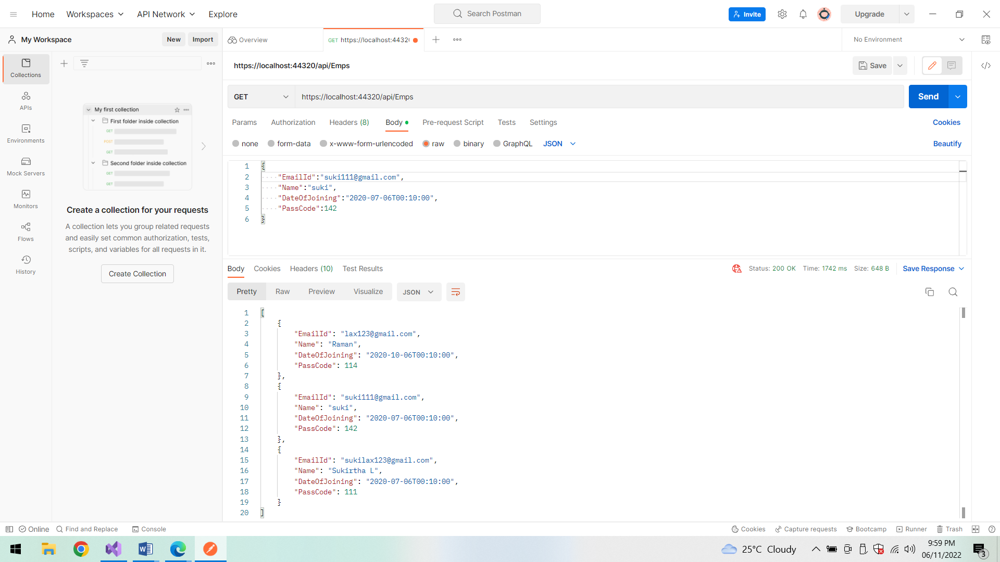 Home Workspaces API Network Explore Search Postman Invite Upgrade
My Workspace New Import Overview GET https://localhost:4432 No Environment
Collections
APIs
Environments
Mock Servers
Monitors
Flows
History
My first collection
First folder inside collection
GET
POST
GET
Second folder inside collection
GET
GET
Create a collection for your requests
A collection lets you group related requests
and easily set common authorization, tests,
scripts, and variables for all requests in it.
Create Collection
https://localhost:44320/api/Emps Save
GET https://localhost:44320/api/Emps Send
Params Authorization Headers (8) Body Pre-request Script Tests Settings Cookies
none form-data x-www-form-urlencoded raw binary GraphQL JSON Beautify
1 {
2 "EmailId":"suki111@gmail.com",
3 "Name":"suki",
4 "DateOfJoining":"2020-07-06T00:10:00",
5 "PassCode":142
6 }
Body Cookies Headers (10) Test Results Status: 200 OK Time: 1742 ms Size: 648 B Save Response
Pretty Raw Preview Visualize JSON
1 [
2 {
3 "EmailId": "lax123@gmail.com",
4 "Name": "Raman",
5 "DateOfJoining": "2020-10-06T00:10:00",
6 "PassCode": 114
7 },
8 {
9 "EmailId": "suki111@gmail.com",
10 "Name": "suki",
11 "DateOfJoining": "2020-07-06T00:10:00",
12 "PassCode": 142
13 },
14 {
15 "EmailId": "sukilax123@gmail.com",
16 "Name": "Sukirtha L",
17 "DateOfJoining": "2020-07-06T00:10:00",
18 "PassCode": 111
19 }
20 ]
Online Find and Replace Console Cookies Capture requests Bootcamp Runner Trash
25°C Cloudy 9:59 PM
06/11/2022 3